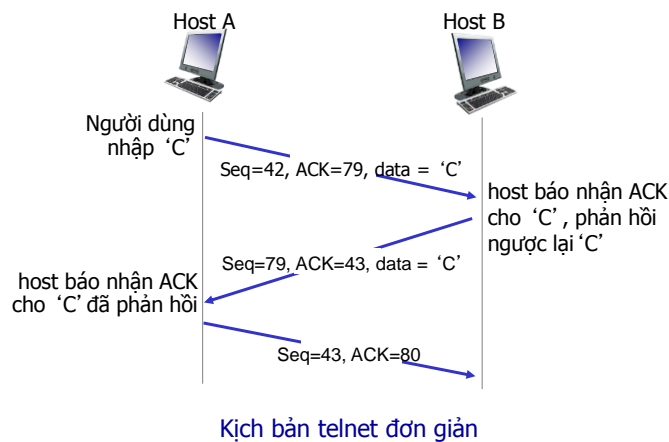 Host A
Host B
Người dùng
nhập ‘C’
Seq=42, ACK=79, data = ‘C’
host báo nhận ACK
cho ‘C’, phản hồi
ngược lại ‘C’
Seq=79, ACK=43, data = ‘C’
host báo nhận ACK
cho ‘C’ đã phản hồi
Seq=43, ACK=80
Kịch bản telnet đơn giản